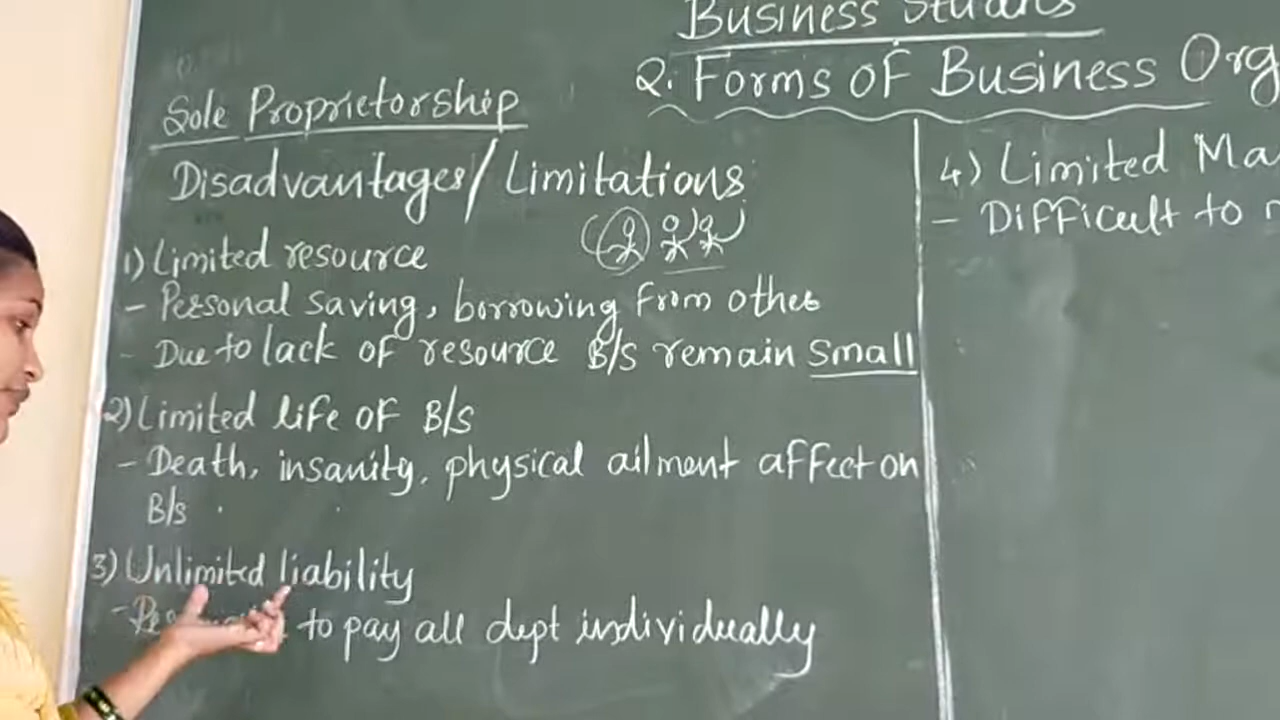 Business
2. Forms of Business Org
Sole Proprietorship
Disadvantages/Limitations
1) Limited resource
- Personal saving, borrowing from other
- Due to lack of resource B/s remain small
2) Limited life of B/s
- Death, insanity, physical ailment affect on
B/s
3) Unlimited liability
- to pay all dept individually
4) Limited Ma
- Difficult to